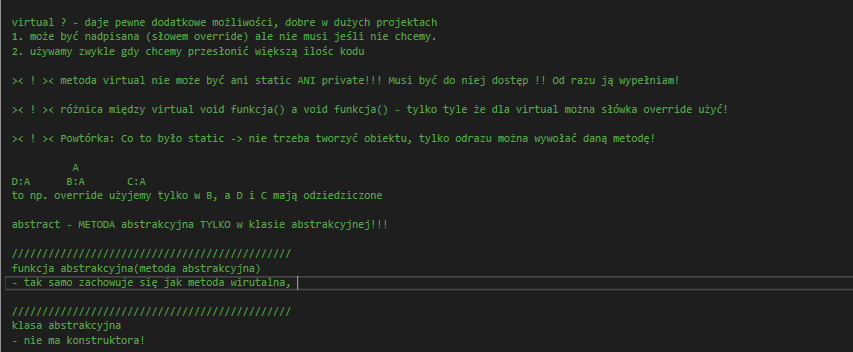 virtual ? - daje pewne dodatkowe możliwości, dobre w dużych projektach
1. może być nadpisana (słowem override) ale nie musi jeśli nie chcemy.
2. używamy zwykle gdy chcemy przesłonić większą ilośc kodu
>< ! >< metoda virtual nie może być ani static ANI private!!! Musi być do niej dostęp !! Od razu ją wypełniam!
>< ! >< różnica między virtual void funkcja() a void funkcja() - tylko tyle że dla virtual można słówka override użyć!
>< ! >< Powtórka: Co to było static -> nie trzeba tworzyć obiektu, tylko odrazu można wywołać daną metodę!
A
D:A B:A C:A
to np. override użyjemy tylko w B, a D i C mają odziedziczone
abstract - METODA abstrakcyjna TYLKO w klasie abstrakcyjnej!!!
//////////////////////////////////////////////
funkcja abstrakcyjna(metoda abstrakcyjna)
- tak samo zachowuje się jak metoda wirutalna,
//////////////////////////////////////////////
klasa abstrakcyjna
- nie ma konstruktora!